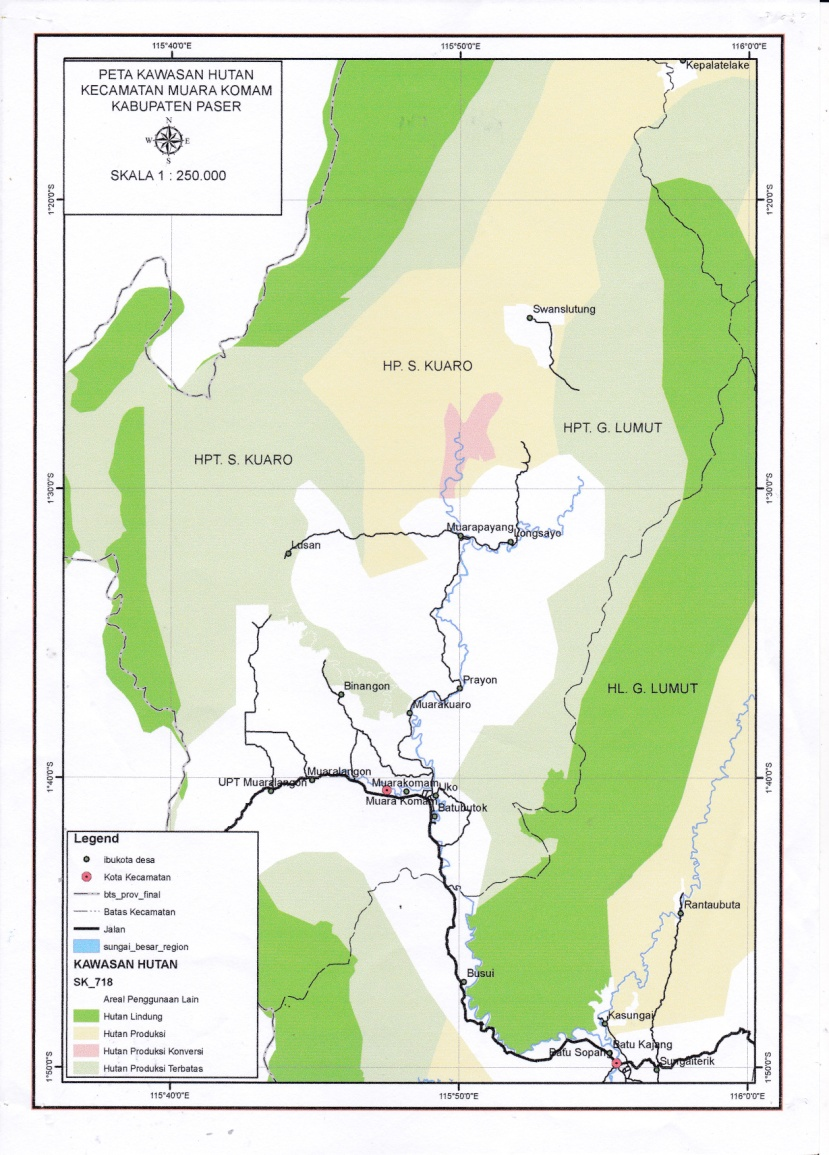 115°40'0"E
115°50'0"E
116°0'0"E
PETA KAWASAN HUTAN
KECAMATAN MUARA KOMAM
KABUPATEN PASER
N
W
E
S
SKALA 1 : 250.000
Kepalatelake
1°20'0"S
1°20'0"S
Swanslutung
HP. S. KUARO
HPT. G. LUMUT
HPT. S. KUARO
1°30'0"S
1°30'0"S
Muarapayang
Longsayo
Lusan
Prayon
HL. G. LUMUT
Binangon
Muarakuaro
1°40'0"S
1°40'0"S
UPT Muaralangon
Muaralangon
Muarakomam
Uko
Muara Komam
Batubutok
Legend
ibukota desa
Kota Kecamatan
bts_prov_final
Batas Kecamatan
Jalan
sungai_besar_region
KAWASAN HUTAN
SK_718
Areal Penggunaan Lain
Hutan Lindung
Hutan Produksi
Hutan Produksi Konversi
Hutan Produksi Terbatas
Rantaubuta
Busui
Kasungai
Batu Kajang
Batu Sopang
Sungaiterik
1°50'0"S
1°50'0"S
115°40'0"E
115°50'0"E
116°0'0"E